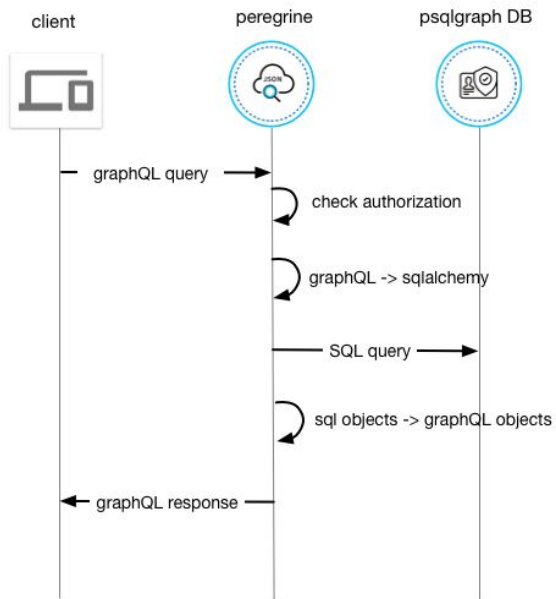 client
peregrine
psqlgraph DB
JSON
graphQL query
check authorization
graphQL -> sqlalchemy
SQL query
sql objects -> graphQL objects
graphQL response